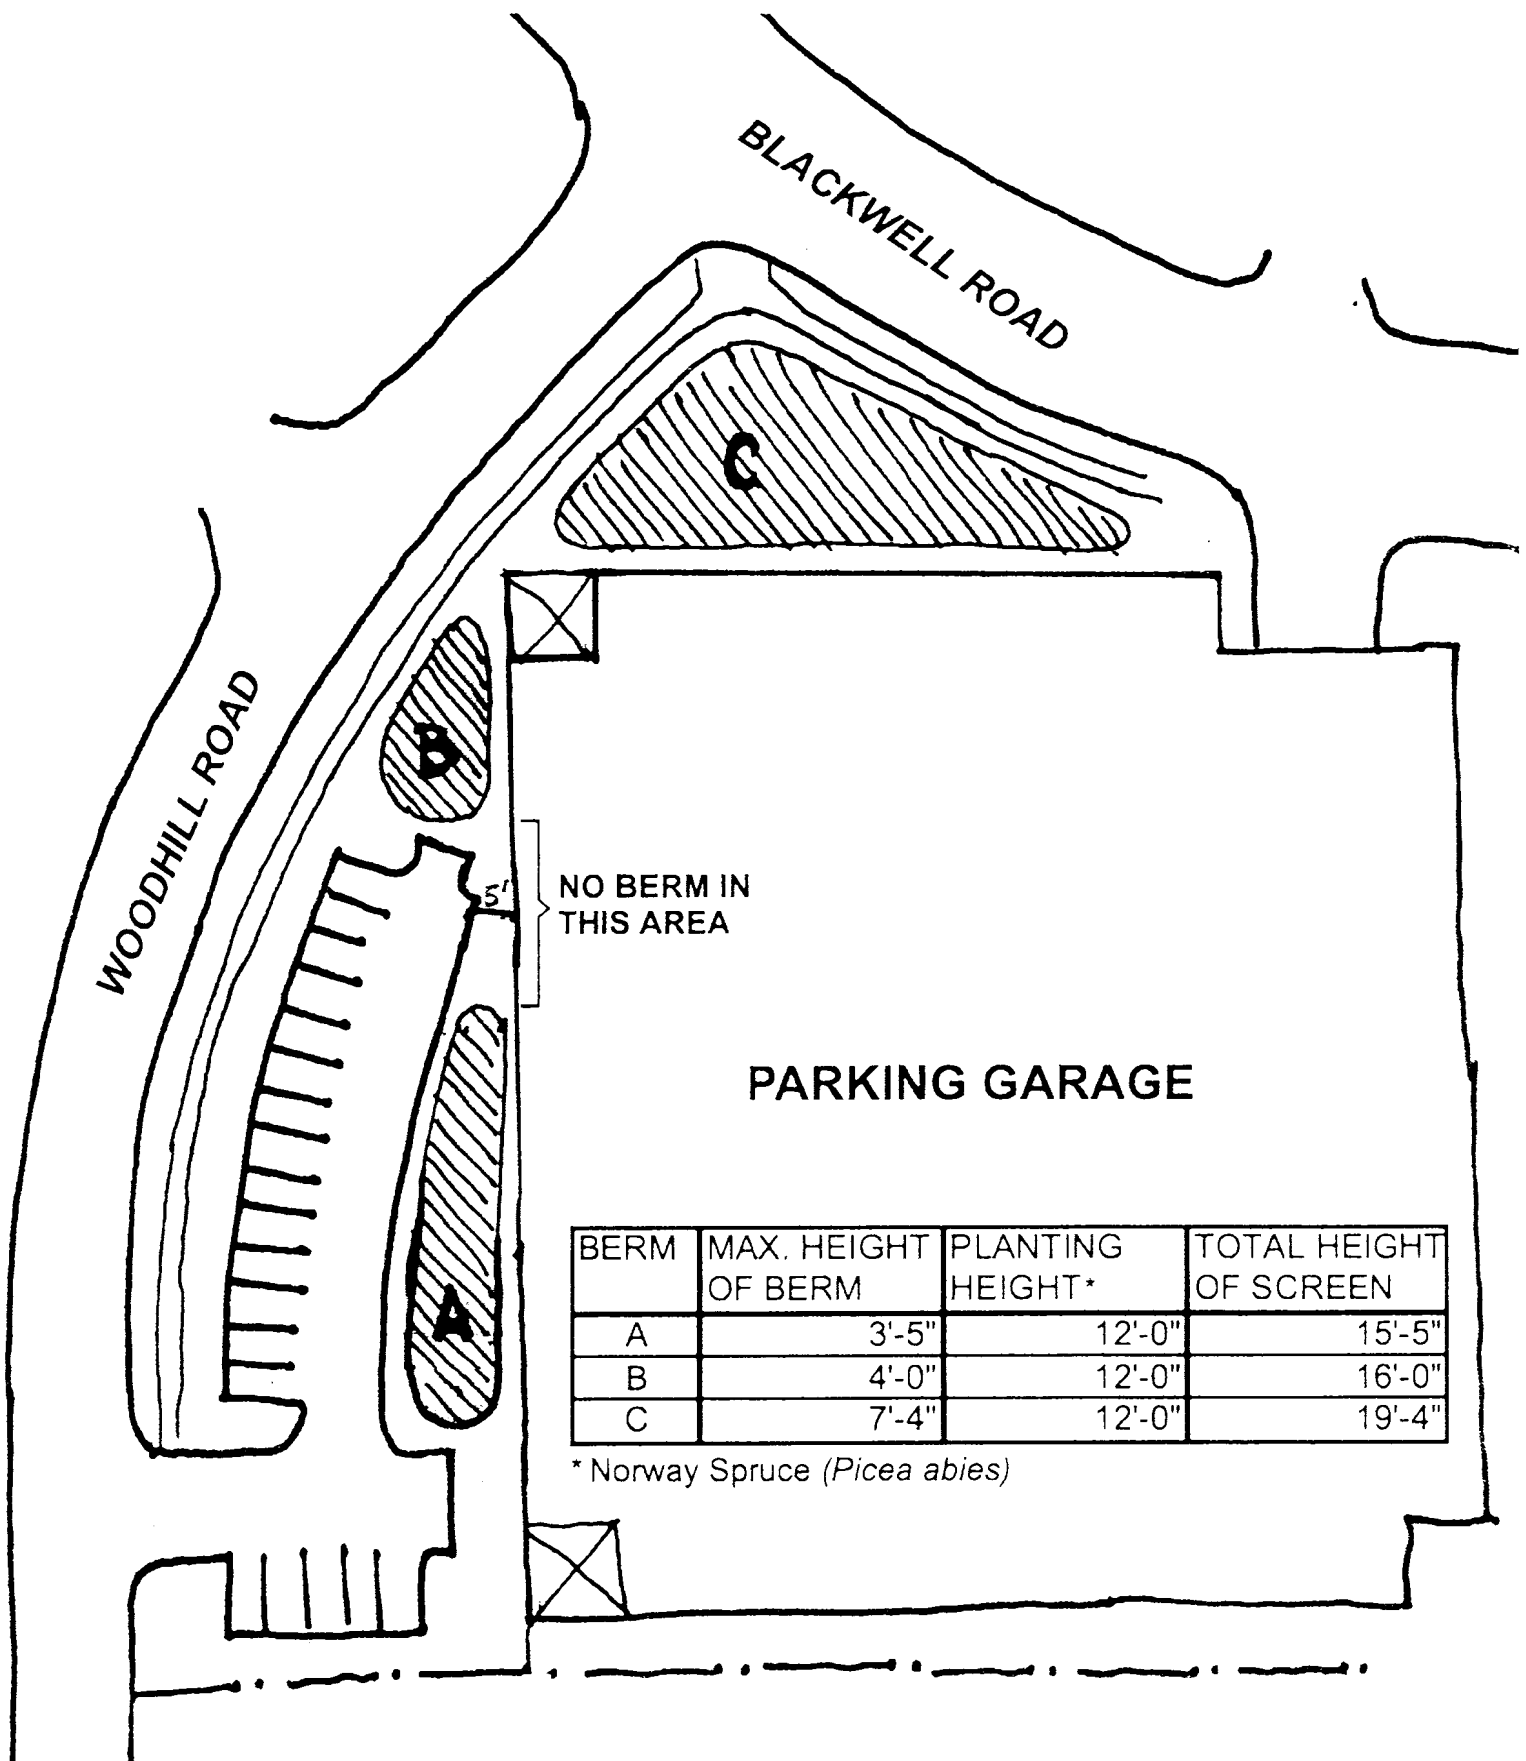 BLACKWELL ROAD
C
WOODHILL ROAD
B
5'
NO BERM IN
THIS AREA
PARKING GARAGE
A
BERM MAX. HEIGHT OF BERM PLANTING HEIGHT* TOTAL HEIGHT OF SCREEN
A 3'-5" 12'-0" 15'-5"
B 4'-0" 12'-0" 16'-0"
C 7'-4" 12'-0" 19'-4"
* Norway Spruce (Picea abies)